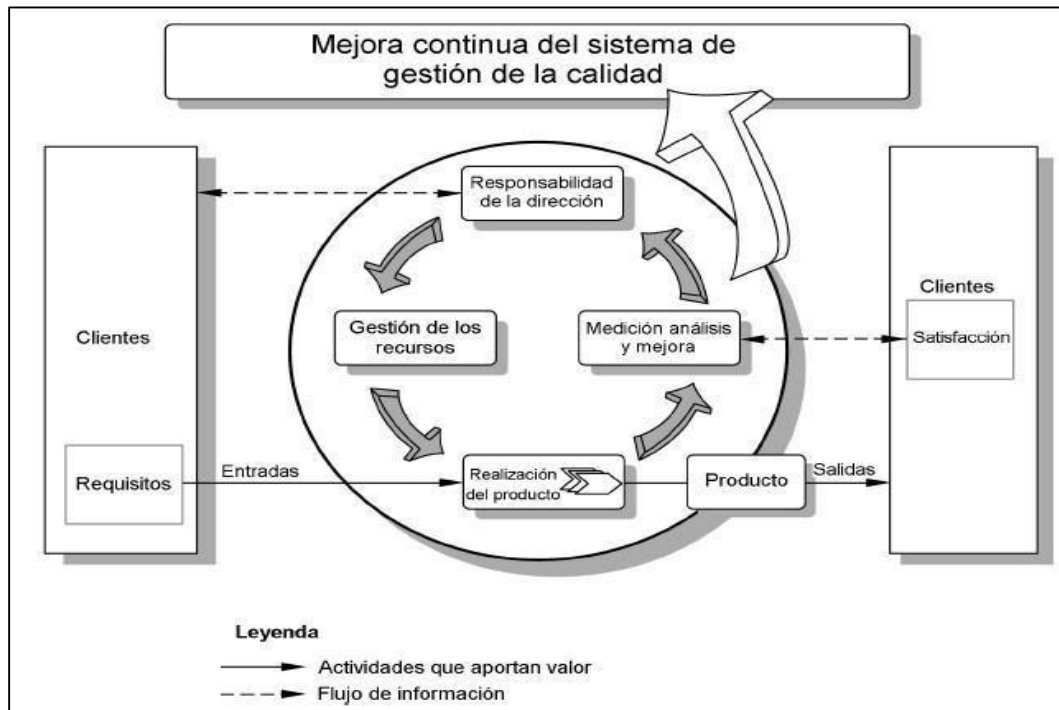 Mejora continua del sistema de
gestión de la calidad
Responsabilidad
de la dirección
Clientes
Gestión de los
recursos
Medición análisis
y mejora
Clientes
Satisfacción
Requisitos
Entradas
Realización
del producto
Producto
Salidas
Leyenda
Actividades que aportan valor
Flujo de información